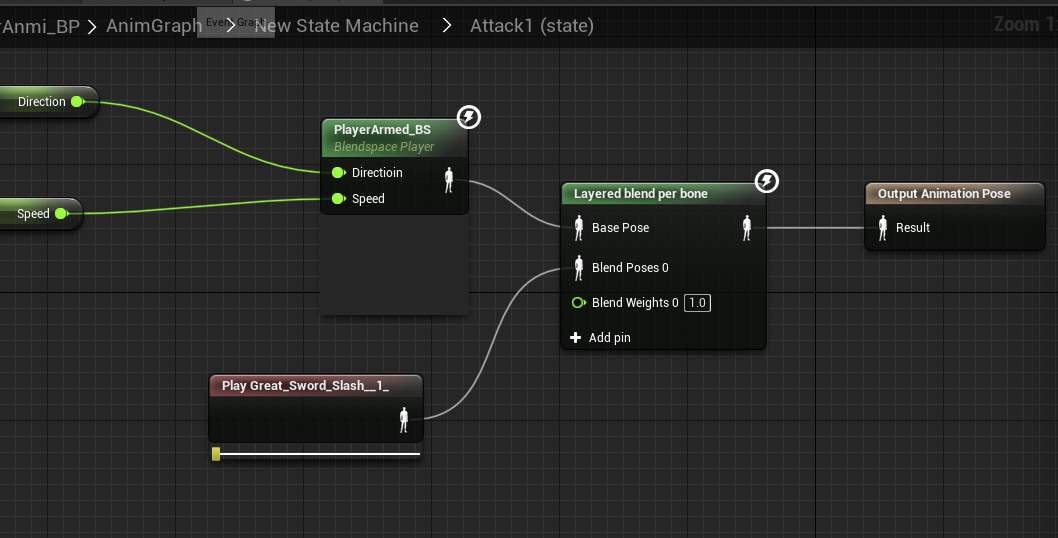 rAnmi_BP > AnimGraph > New State Machine > Attack1 (state)
Event Graph
Zoom 1
Direction
PlayerArmed_BS
Blendspace Player
Directioin
Speed
Speed
Layered blend per bone
Base Pose
Blend Poses 0
Blend Weights 0 1.0
Add pin
Output Animation Pose
Result
Play Great_Sword_Slash__1_